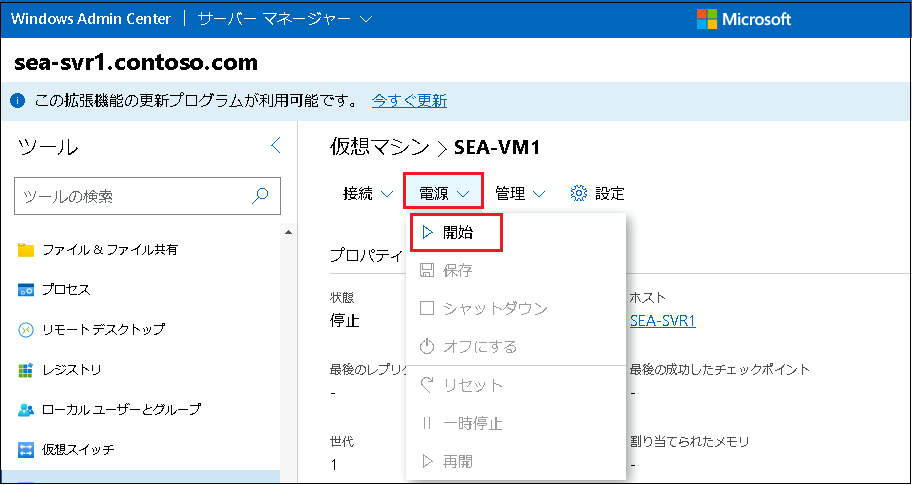 Windows Admin Center サーバー マネージャー Microsoft
sea-svr1.contoso.com
この拡張機能の更新プログラムが利用可能です。 今すぐ更新
ツール
ツールの検索
ファイル & ファイル共有
プロセス
リモート デスクトップ
レジストリ
ローカル ユーザーとグループ
仮想スイッチ
仮想マシン > SEA-VM1
接続 電源 管理 設定
開始
保存
シャットダウン
オフにする
リセット
一時停止
再開
プロパティ
状態
停止
ホスト
SEA-SVR1
最後のレプリケ
-
最後の成功したチェックポイント
-
世代
1
割り当てられたメモリ
-